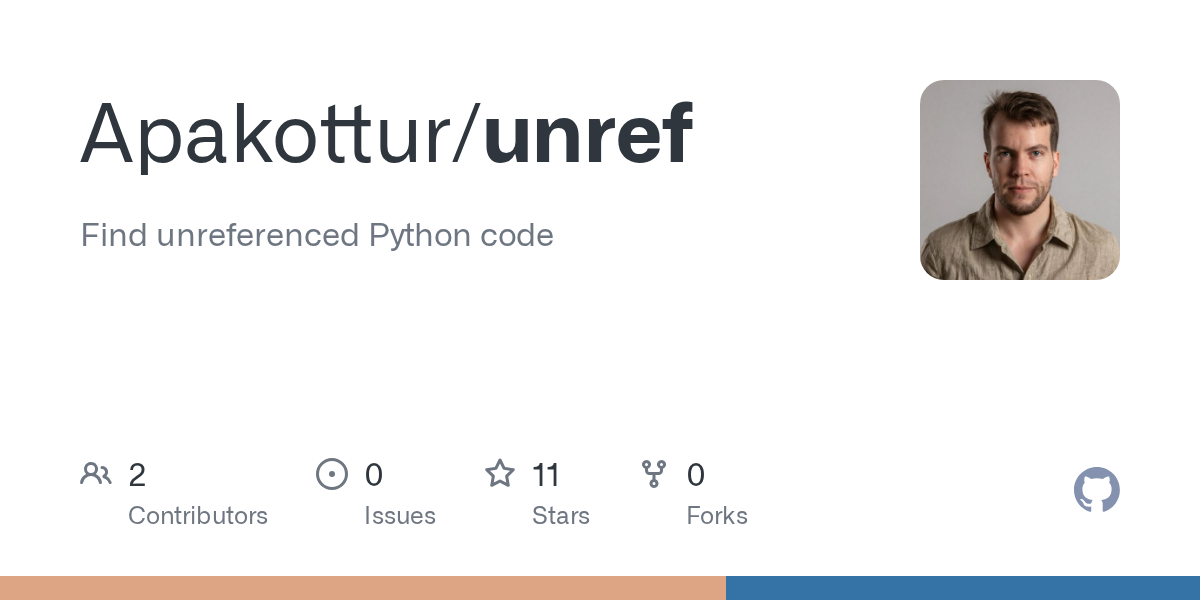 Apakottur/unref
Find unreferenced Python code
2 0 11 0
Contributors Issues Stars Forks